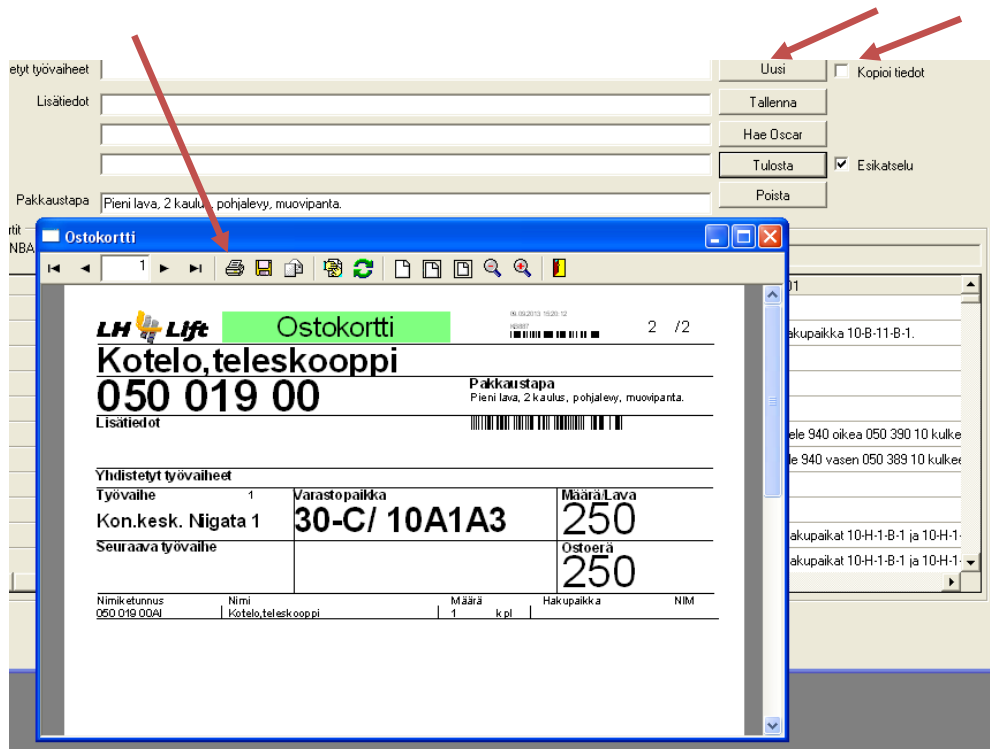 etyt työvaiheet
Uusi
Kopioi tiedot
Lisätiedot
Tallenna
Hae Oscar
Tulosta
Esikatselu
Pakkaustapa
Pieni lava, 2 kaulus, pohjalevy, muovipanta.
Poista
rtit
NBA
Ostokortti
1
LH Lift
Ostokortti
2 /2
Kotelo,teleskooppi
050 019 00
Pakkaustapa
Pieni lava, 2 kaulus, pohjalevy, muovipanta.
Lisätiedot
Yhdistetyt työvaiheet
Työvaihe 1
Varastopaikka
Määrä/Lava
Kon.kesk. Niigata 1
30-C/ 10A1A3
250
Seuraava työvaihe
Ostoerä
250
Nimiketunnus Nimi Määrä Hakupaikka NIM
050 019 00AI Kotelo,teleskooppi 1 kpl
akupaikka 10-B-11-B-1.
ele 940 oikea 050 390 10 kulke
le 940 vasen 050 389 10 kulkee
akupaikat 10-H-1-B-1 ja 10-H-1-
akupaikat 10-H-1-B-1 ja 10-H-1-